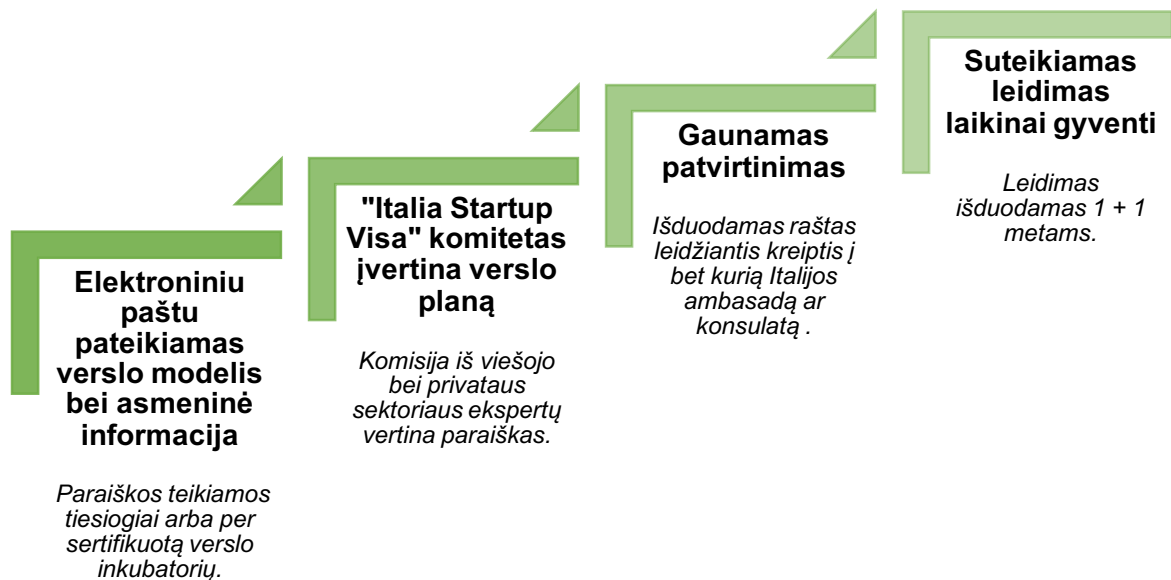 Elektroniniu
paštu
pateikiamas
verslo modelis
bei asmeninė
informacija
Paraiškos teikiamos
tiesiogiai arba per
sertifikuotą verslo
inkubatorių.
"Italia Startup
Visa" komitetas
įvertina verslo
planą
Komisija iš viešojo
bei privataus
sektoriaus ekspertų
vertina paraiškas.
Gaunamas
patvirtinimas
Išduodamas raštas
leidžiantis kreiptis į
bet kurią Italijos
ambasadą ar
konsulatą .
Suteikiamas
leidimas
laikinai gyventi
Leidimas
išduodamas 1 + 1
metams.